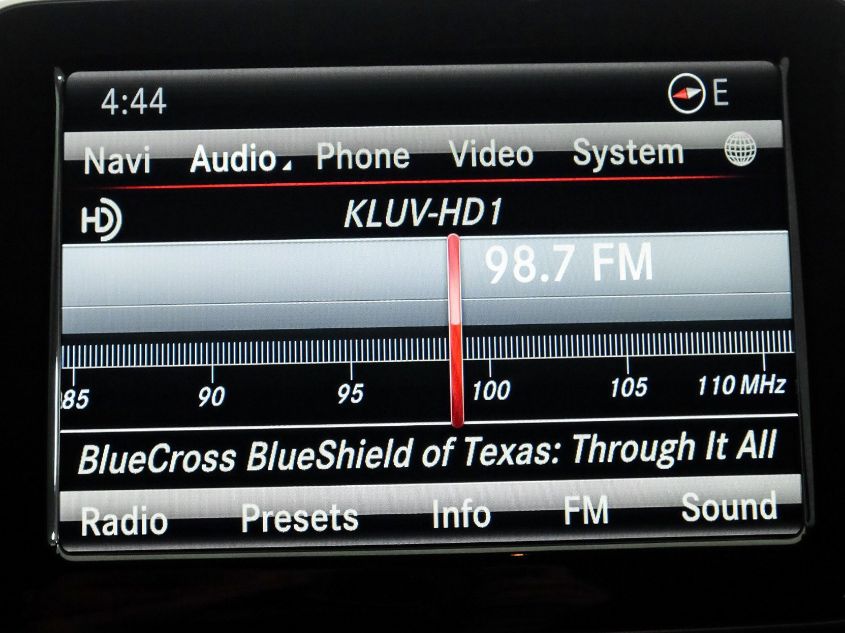 4:44 E
Navi Audio Phone Video System
HD KLUV-HD1
98.7 FM
85 90 95 100 105 110 MHz
BlueCross BlueShield of Texas: Through It All
Radio Presets Info FM Sound